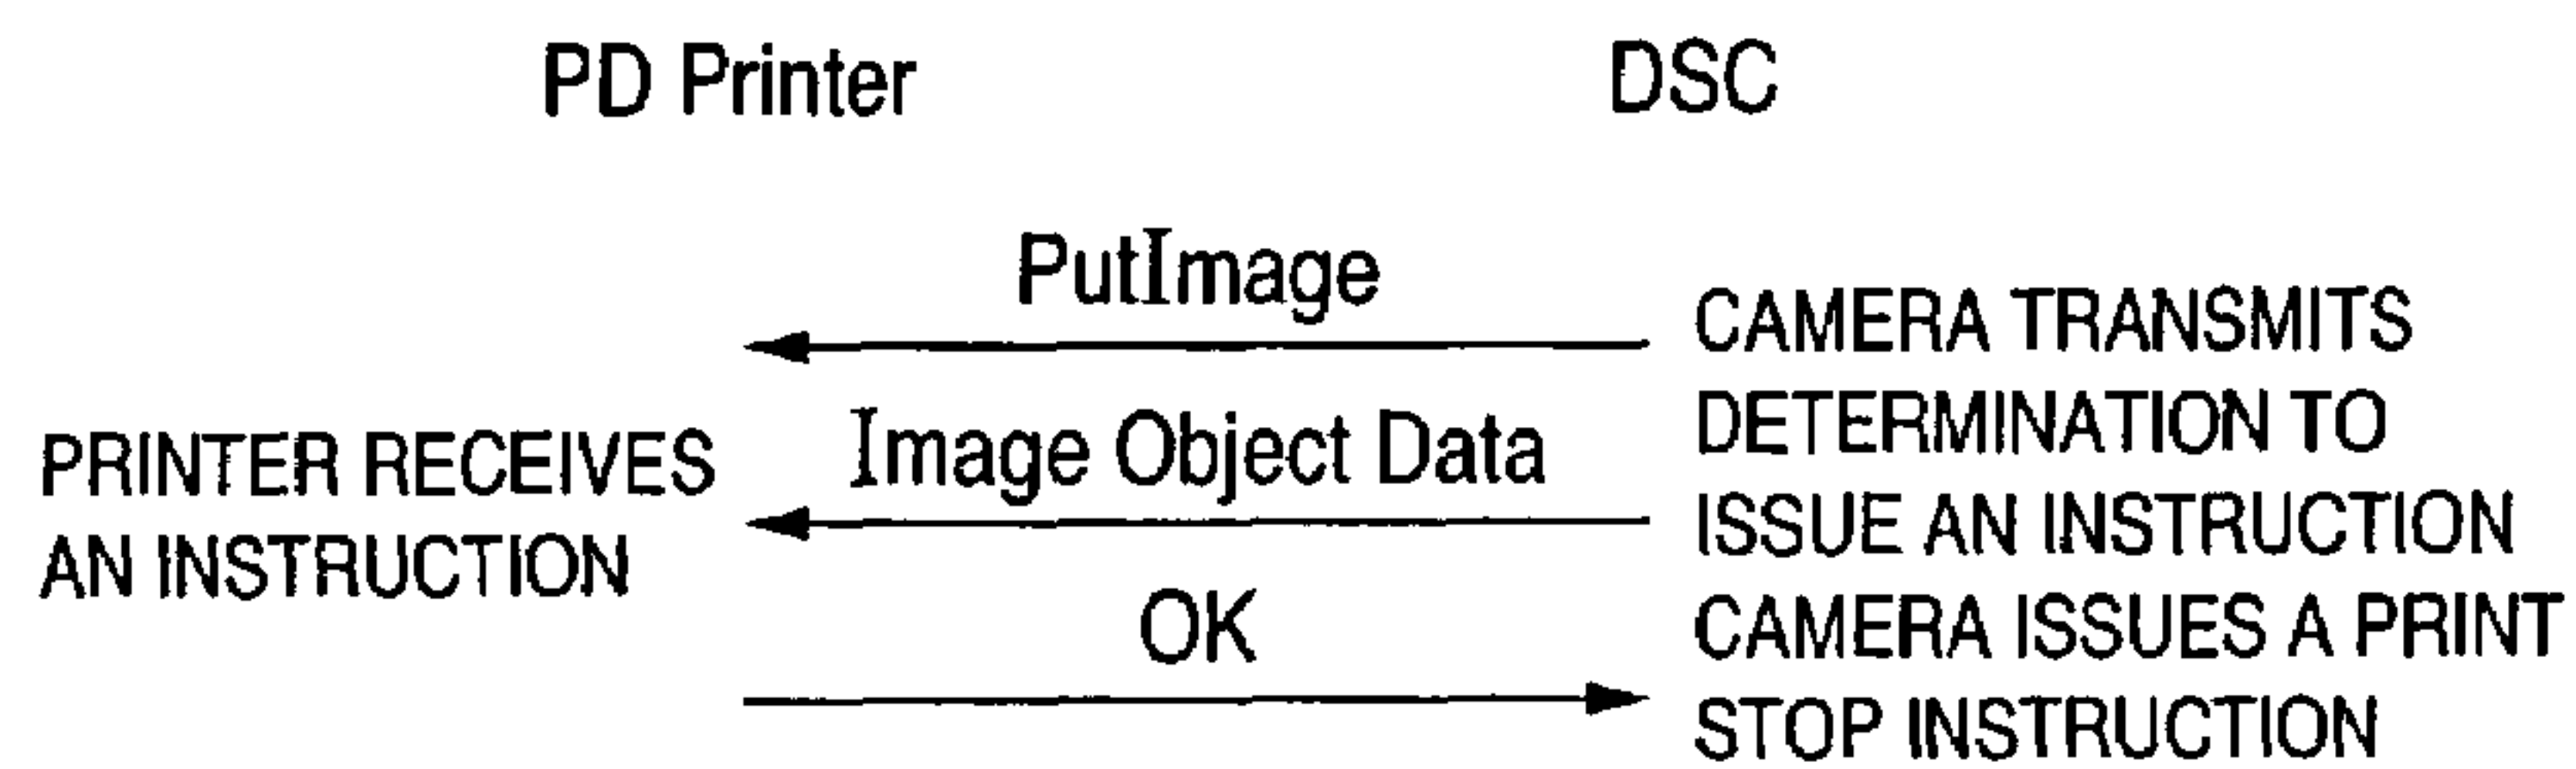 PD Printer DSC
PutImage
CAMERA TRANSMITS
DETERMINATION TO
ISSUE AN INSTRUCTION
CAMERA ISSUES A PRINT
STOP INSTRUCTION
Image Object Data
PRINTER RECEIVES
AN INSTRUCTION
OK